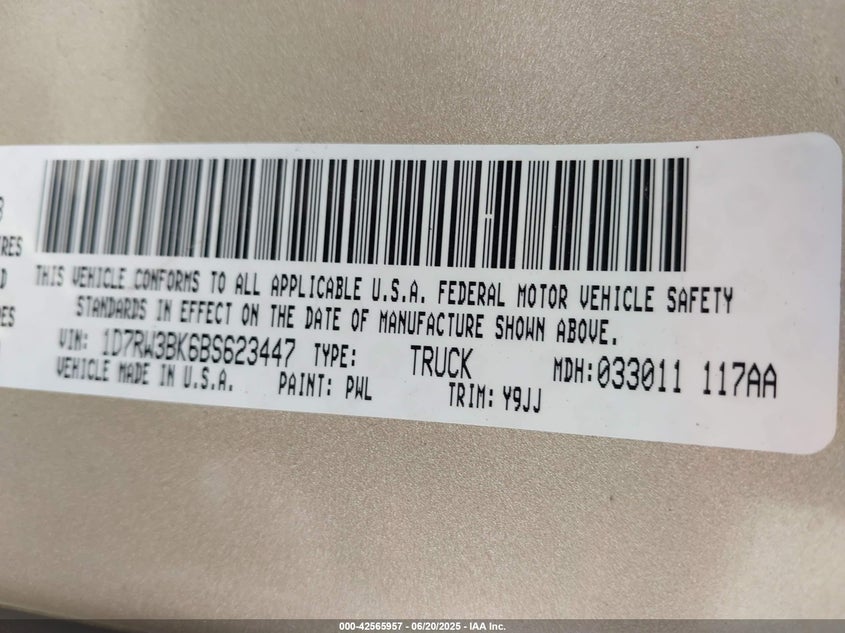 THIS VEHICLE CONFORMS TO ALL APPLICABLE U.S.A. FEDERAL MOTOR VEHICLE SAFETY
STANDARDS IN EFFECT ON THE DATE OF MANUFACTURE SHOWN ABOVE.
VIN: 1D7RW3BK6BS623447 TYPE: TRUCK MDH:033011 117AA
VEHICLE MADE IN U.S.A. PAINT: PWL TRIM: Y9JJ
000-42565957 - 06/20/2025 - IAA Inc.